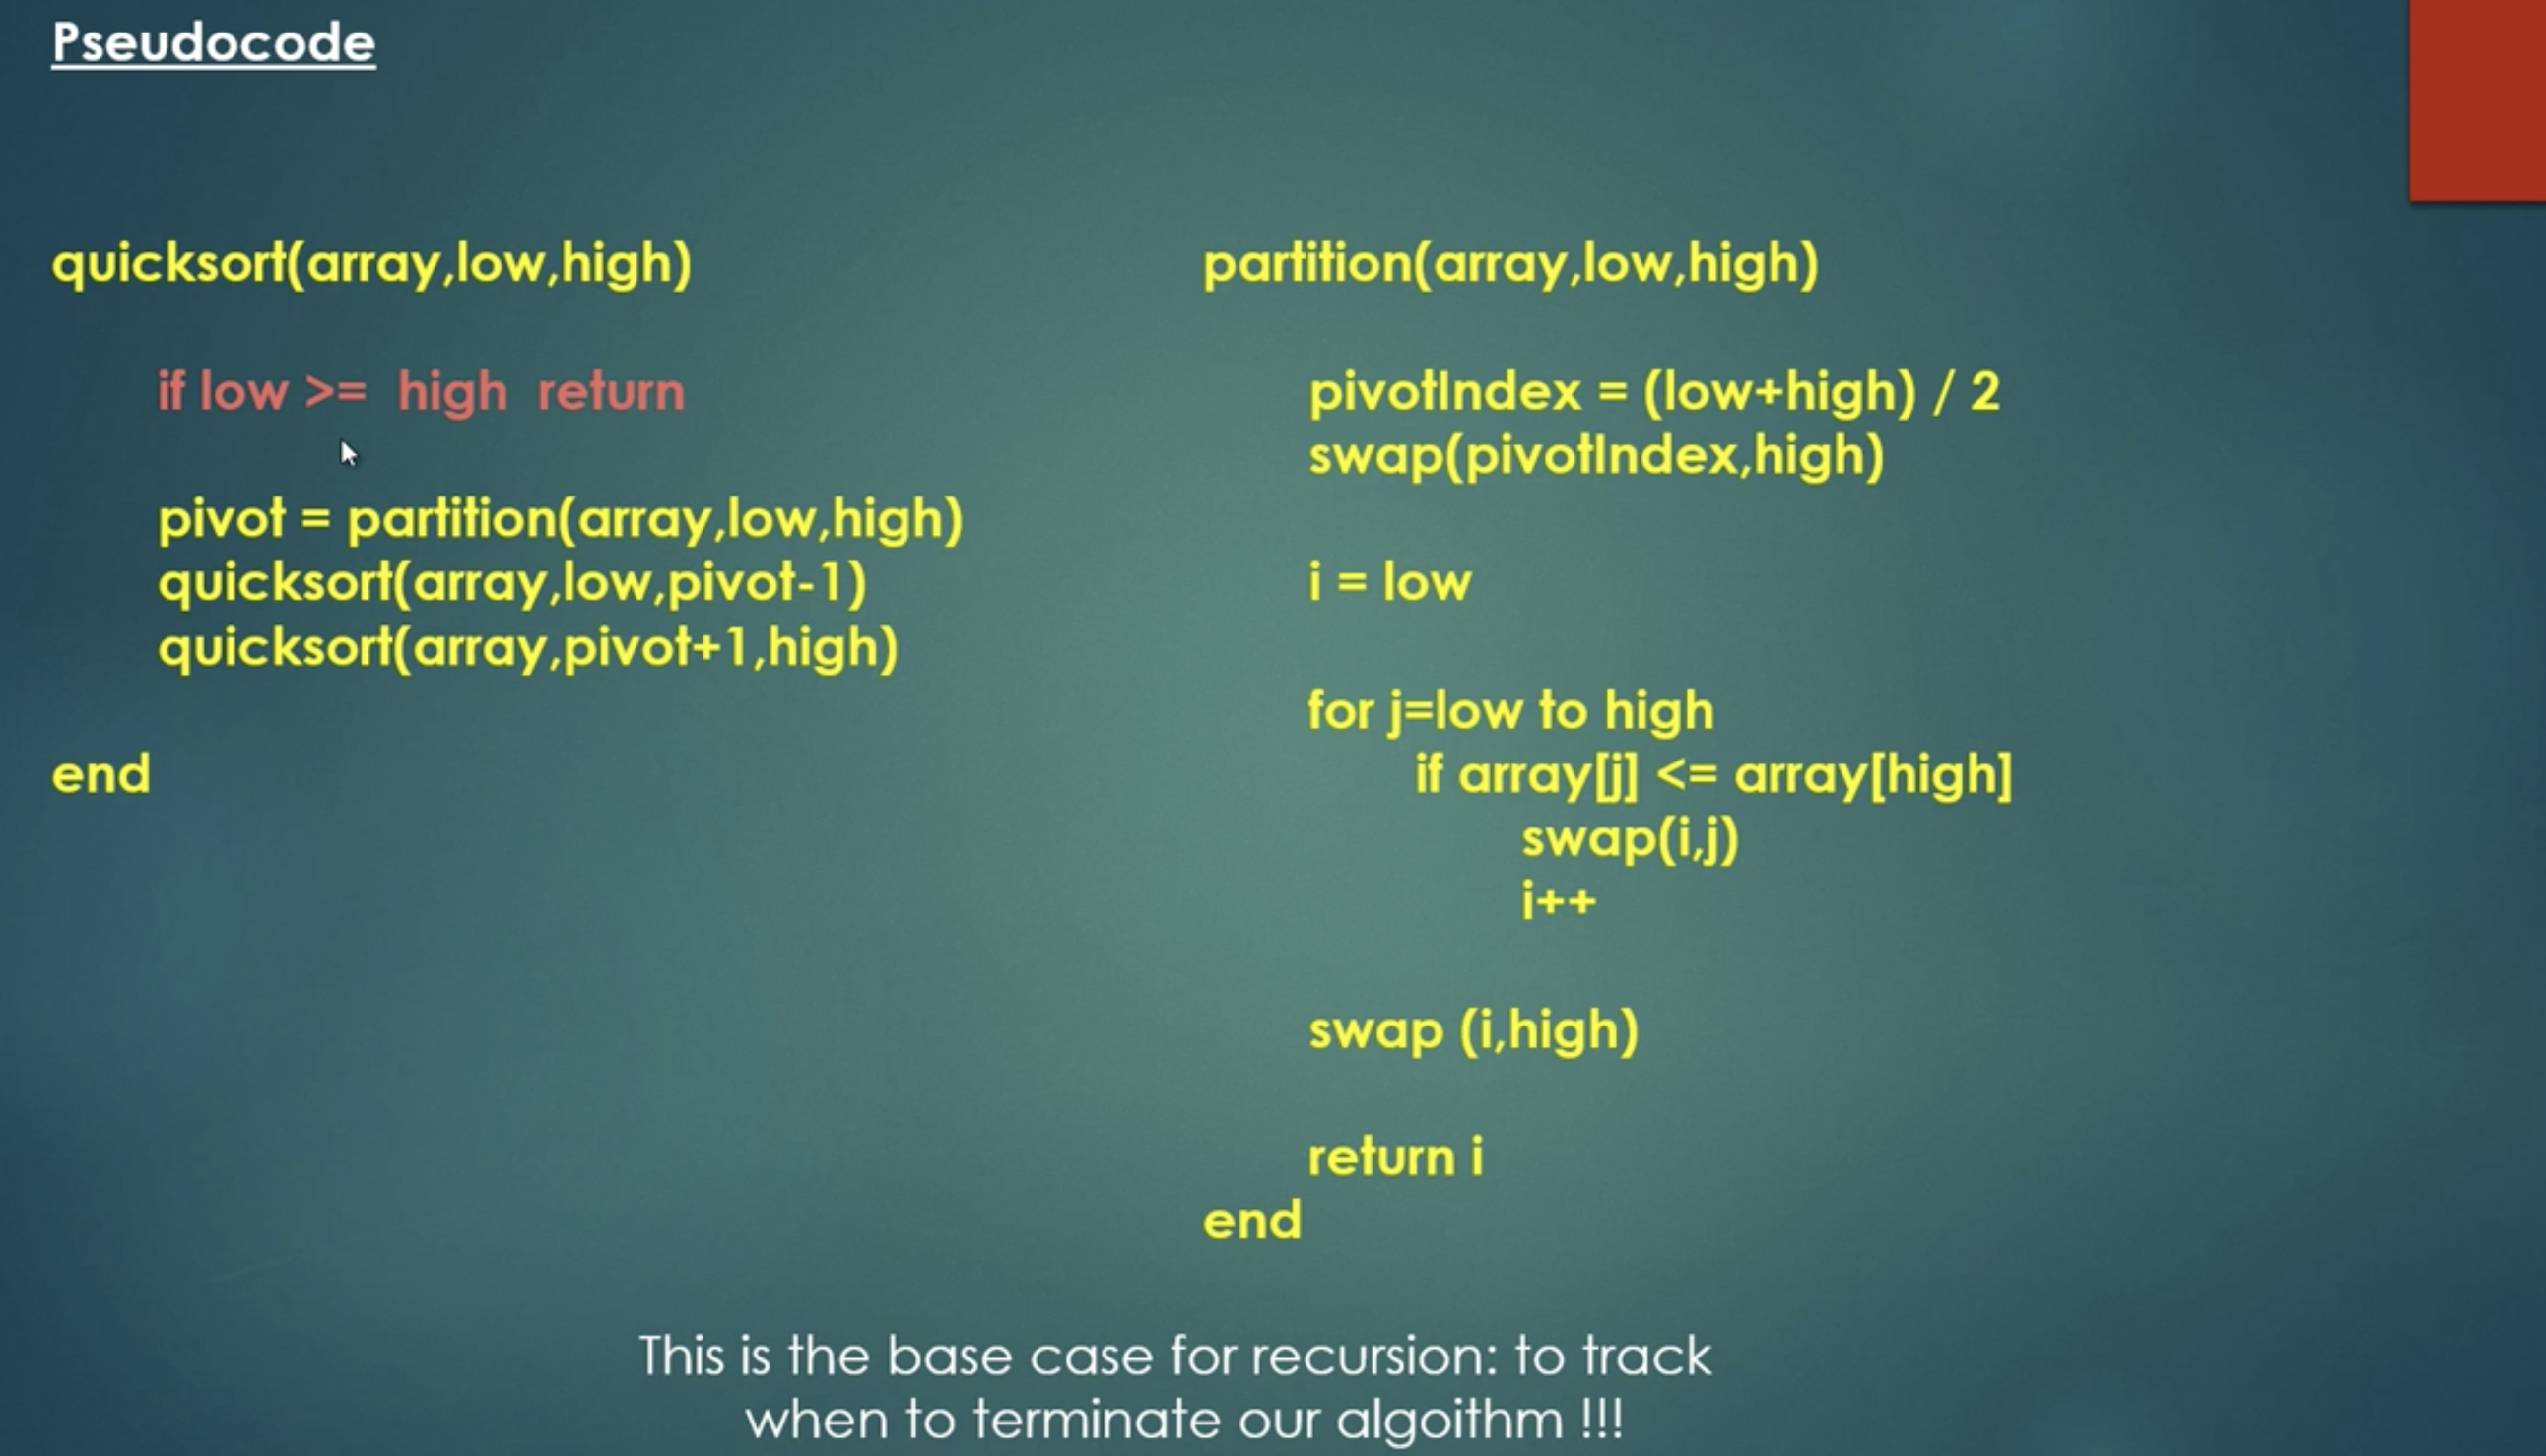 Pseudocode
quicksort(array,low,high)
if low >= high return
pivot = partition(array,low,high)
quicksort(array,low,pivot-1)
quicksort(array,pivot+1,high)
end
partition(array,low,high)
pivotIndex = (low+high) / 2
swap(pivotIndex,high)
i = low
for j=low to high
if array[j] <= array[high]
swap(i,j)
i++
swap (i,high)
return i
end
This is the base case for recursion: to track
when to terminate our algoithm !!!